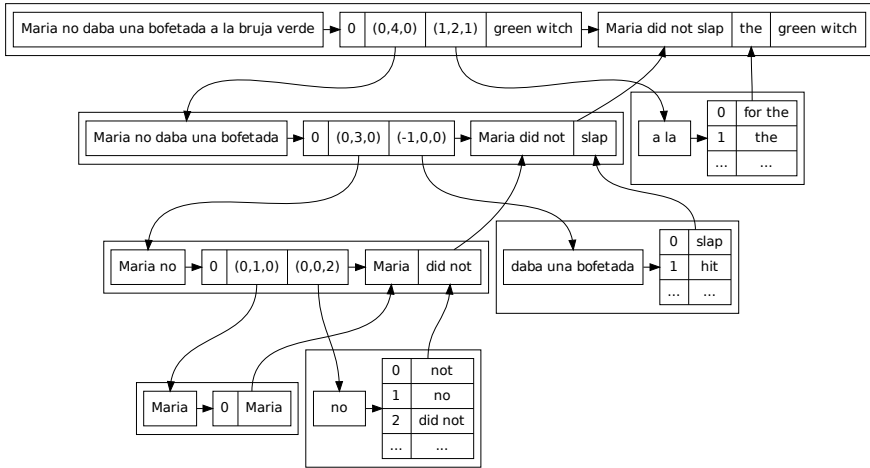 Maria no daba una bofetada a la bruja verde 0 (0,4,0) (1,2,1) green witch Maria did not slap the green witch
Maria no daba una bofetada 0 (0,3,0) (-1,0,0) Maria did not slap
a la
0 for the
1 the
... ...
Maria no 0 (0,1,0) (0,0,2) Maria did not
daba una bofetada
0 slap
1 hit
... ...
Maria 0 Maria
no
0 not
1 no
2 did not
... ...